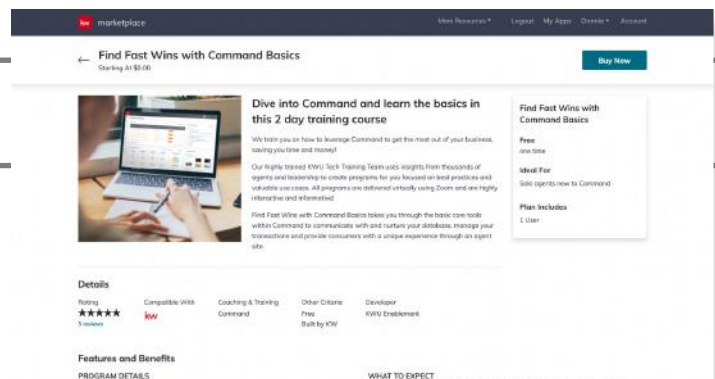 kw marketplace
More Resources
Logout
My Apps
Donnie
Account
Find Fast Wins with Command Basics
Starting At $0.00
Buy Now
Dive into Command and learn the basics in
this 2 day training course
We train you on how to leverage Command to get the most out of your business,
saving you time and money!
Our highly trained KWU Tech Training Team uses insights from thousands of
agents and leadership to create programs for you focused on best practices and
valuable use cases. All programs are delivered virtually using Zoom and are highly
interactive and informative!
Find Fast Wins with Command Basics takes you through the basic core tools
within Command to communicate with and nurture your database, manage your
transactions and provide consumers with a unique experience through an agent
site.
Find Fast Wins with
Command Basics
Free
one time
Ideal For
Solo agents new to Command
Plan Includes
1 User
Details
Rating
3 reviews
Compatible With
kw
Coaching & Training
Command
Other Criteria
Free
Built by KW
Developer
KWU Enablement
Features and Benefits
PROGRAM DETAILS
WHAT TO EXPECT